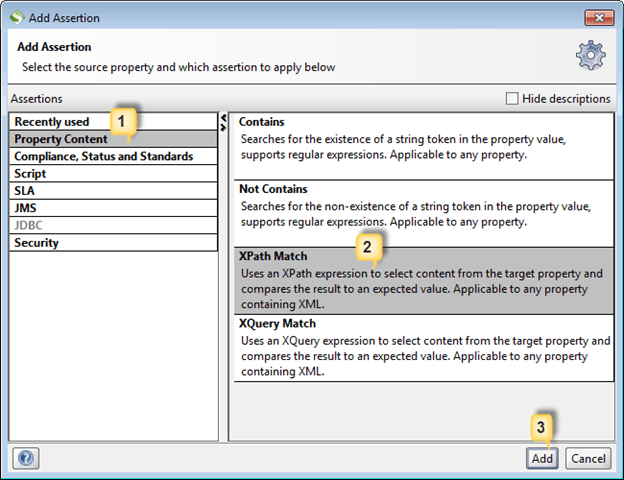 Add Assertion
Add Assertion
Select the source property and which assertion to apply below
Assertions
Hide descriptions
Recently used
1
Property Content
Compliance, Status and Standards
Script
SLA
JMS
JDBC
Security
Contains
Searches for the existence of a string token in the property value,
supports regular expressions. Applicable to any property.
Not Contains
Searches for the non-existence of a string token in the property value,
supports regular expressions. Applicable to any property.
XPath Match
2
Uses an XPath expression to select content from the target property and
compares the result to an expected value. Applicable to any property
containing XML.
XQuery Match
Uses an XQuery expression to select content from the target property and
compares the result to an expected value. Applicable to any property
containing XML.
3
?
Add
Cancel